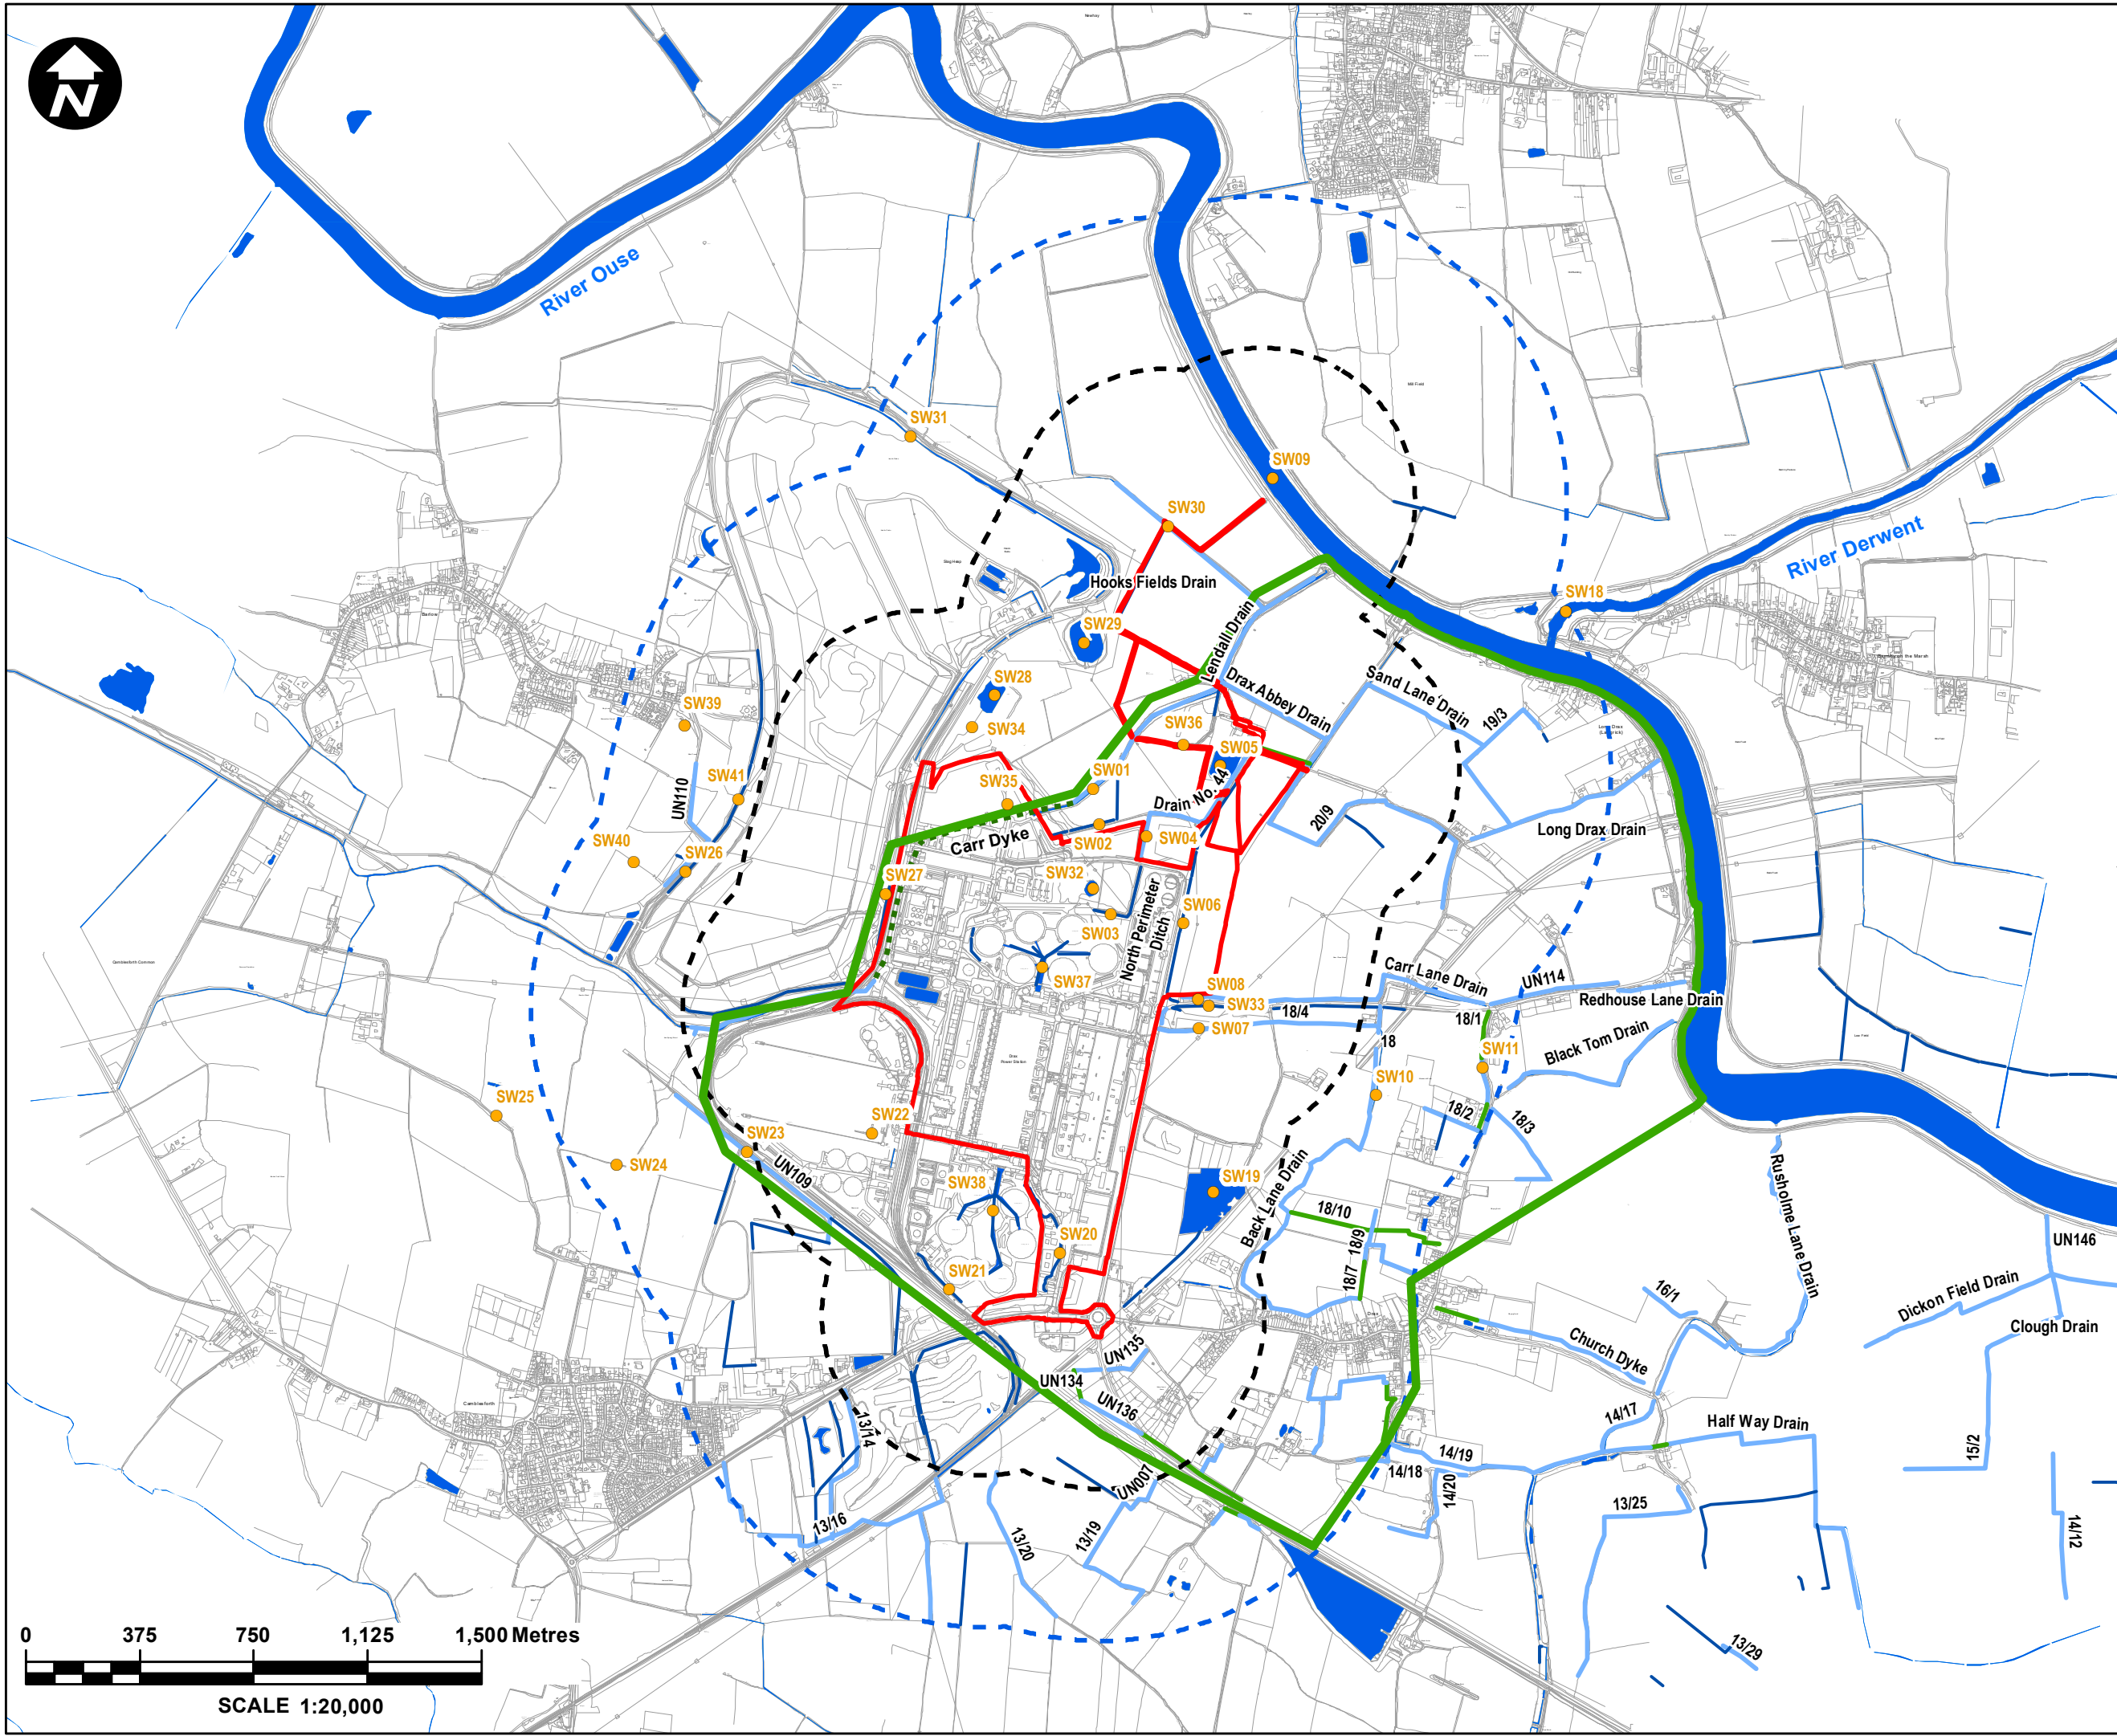 N
River Ouse
SW31
SW09
SW30
Hooks Fields Drain
River Derwent
SW18
SW29
Lendall Drain
SW28
Drax Abbey Drain
Sand Lane Drain
19/3
SW39
SW34
SW36
SW05
SW41
SW35
SW01
Drain No. 44
UN110
20/9
Long Drax Drain
Carr Dyke
SW02
SW04
SW40
SW26
SW27
SW32
SW06
SW03
North Perimeter
Ditch
SW37
Carr Lane Drain
UN114
SW08
SW33
Redhouse Lane Drain
18/4
18/1
SW07
18
Black Tom Drain
SW11
SW10
SW25
SW22
18/2
18/3
SW23
SW24
UN109
SW38
SW19
Back Lane Drain
18/10
18/9
18/7
Rusholme Lane Drain
UN146
SW20
SW21
16/1
Dickon Field Drain
Clough Drain
Church Dyke
UN135
UN134
UN136
13/14
14/17
Half Way Drain
14/19
14/18
14/20
15/2
UN007
13/16
13/20
13/19
13/25
14/12
13/29
0 375 750 1,125 1,500 Metres
SCALE 1:20,000